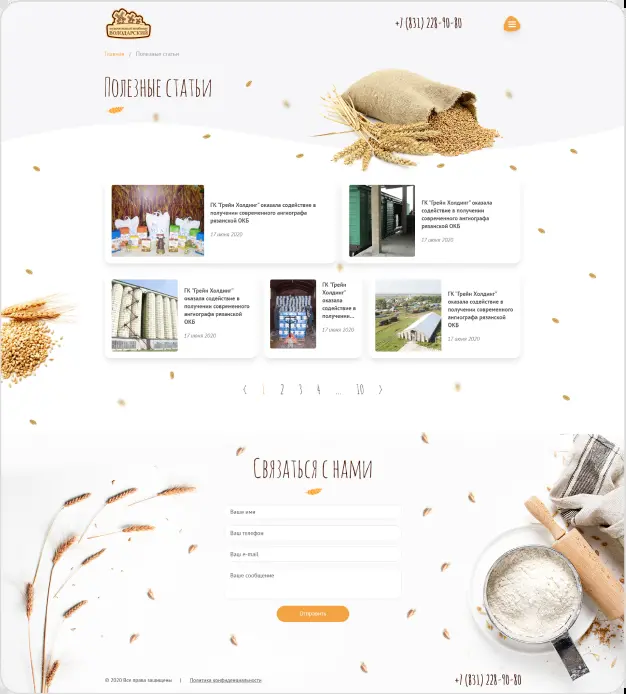 ВОЛОДАРСКИЙ
+7 (831) 228-90-80
Главная / Полезные статьи
Полезные статьи
ГК "Грейн Холдинг" оказала
содействие в
получении современного
ангиографа
рязанской ОКБ
17 июня 2020
ГК "Грейн Холдинг" оказала
содействие в получении
современного ангиографа
рязанской ОКБ
17 июня 2020
ГК "Грейн Холдинг"
оказала содействие в
получении современного
ангиографа рязанской
ОКБ
17 июня 2020
ГК "Грейн
Холдинг"
оказала
содействие в
получени...
17 июня 2020
ГК "Грейн Холдинг"
оказала содействие в
получении современного
ангиографа рязанской
ОКБ
17 июня 2020
< 1 2 3 4 ... 10 >
Связаться с нами
Ваше имя
Ваш телефон
Ваш e-mail
Ваше сообщение
Отправить
© 2020 Все права защищены | Политика конфиденциальности
+7 (831) 228-90-80